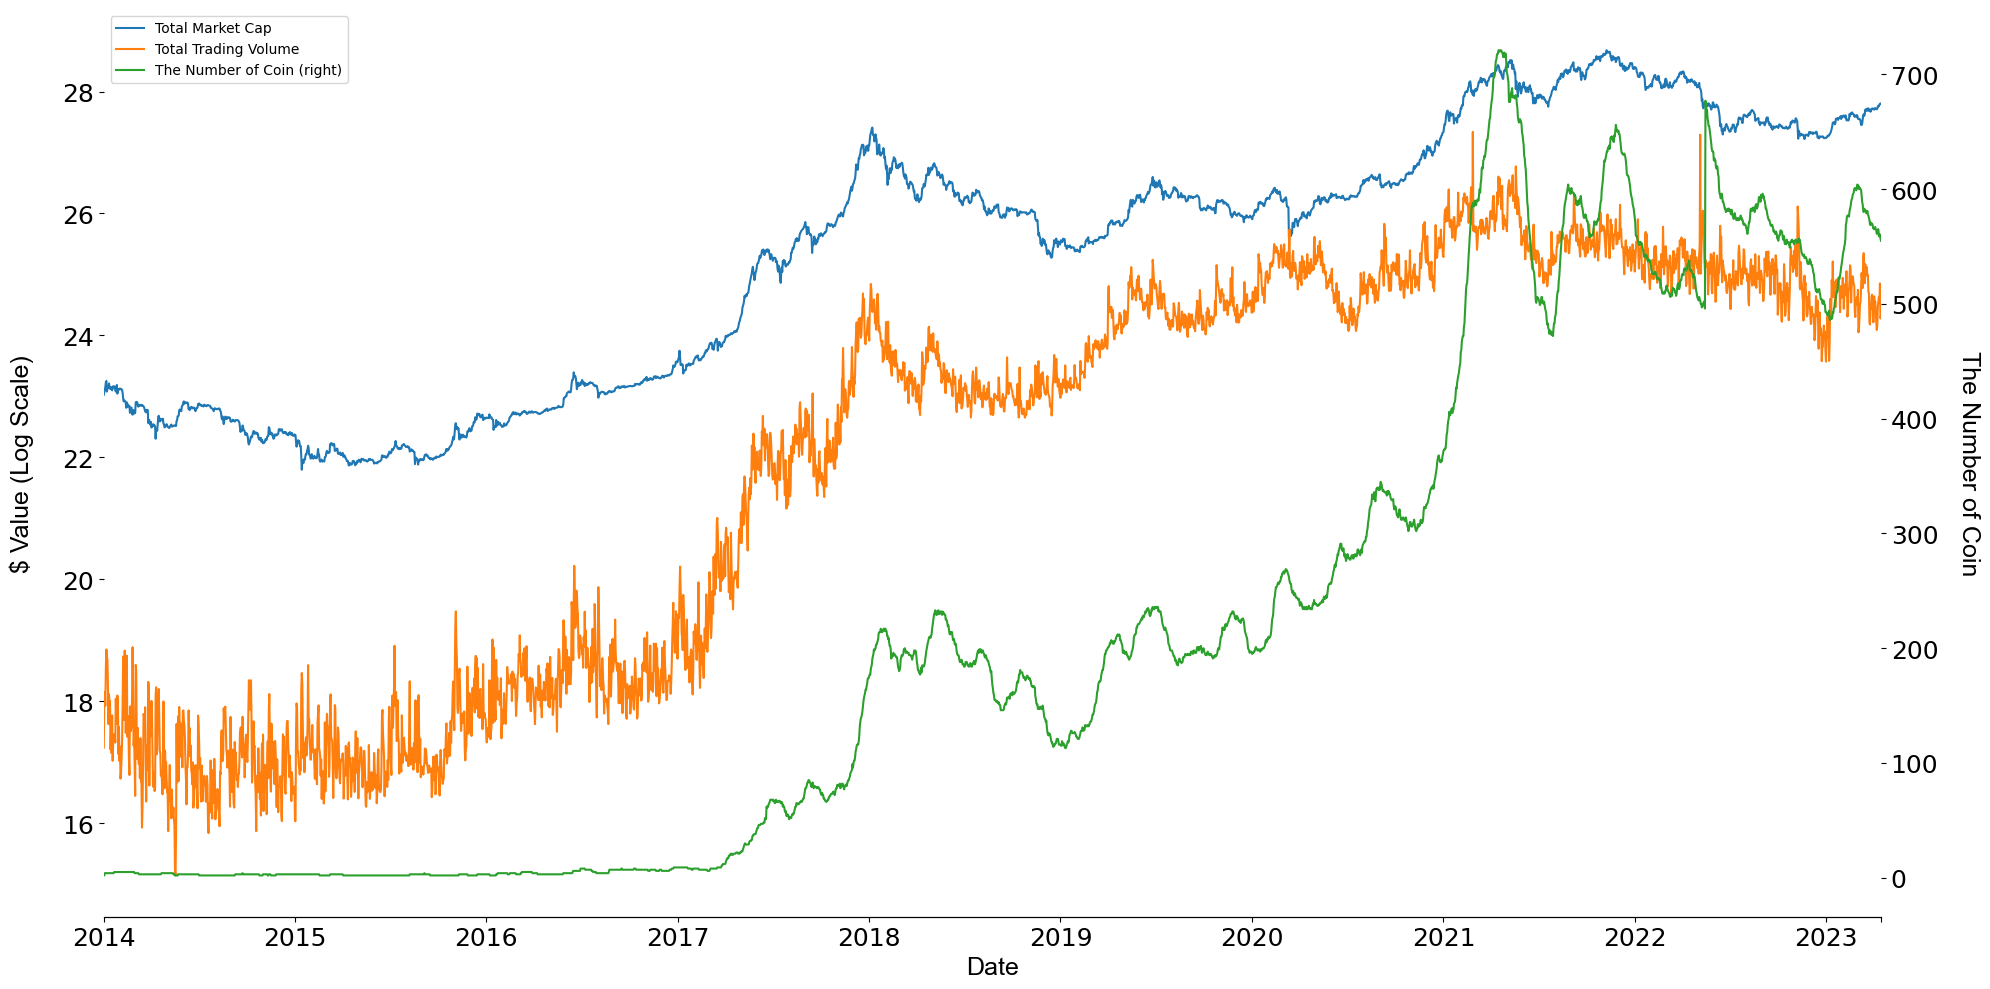 Total Market Cap
Total Trading Volume
The Number of Coin (right)
$ Value (Log Scale)
28
26
24
22
20
18
16
700
600
500
400
300
200
100
0
The Number of Coin
2014 2015 2016 2017 2018 2019 2020 2021 2022 2023
Date